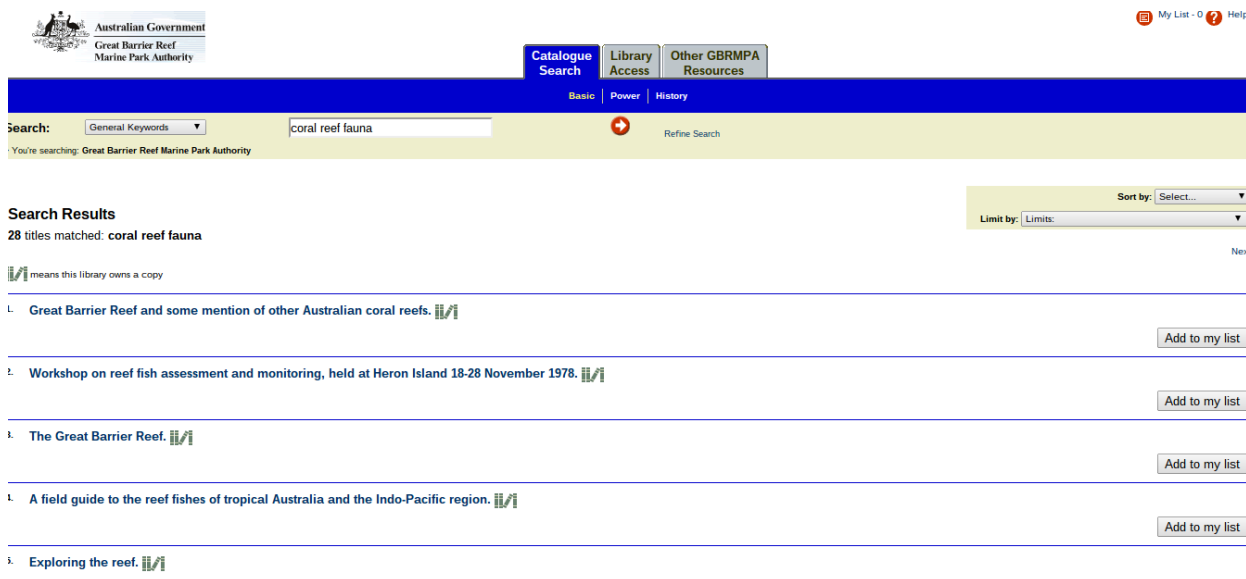 Australian Government
Great Barrier Reef
Marine Park Authority
My List - 0
Help
Catalogue Search
Library Access
Other GBRMPA Resources
Basic
Power
History
Search:
General Keywords
coral reef fauna
Refine Search
You're searching: Great Barrier Reef Marine Park Authority
Sort by: Select...
Search Results
Limit by: Limits:
28 titles matched: coral reef fauna
Nex
means this library owns a copy
1. Great Barrier Reef and some mention of other Australian coral reefs.
Add to my list
2. Workshop on reef fish assessment and monitoring, held at Heron Island 18-28 November 1978.
Add to my list
3. The Great Barrier Reef.
Add to my list
4. A field guide to the reef fishes of tropical Australia and the Indo-Pacific region.
Add to my list
5. Exploring the reef.